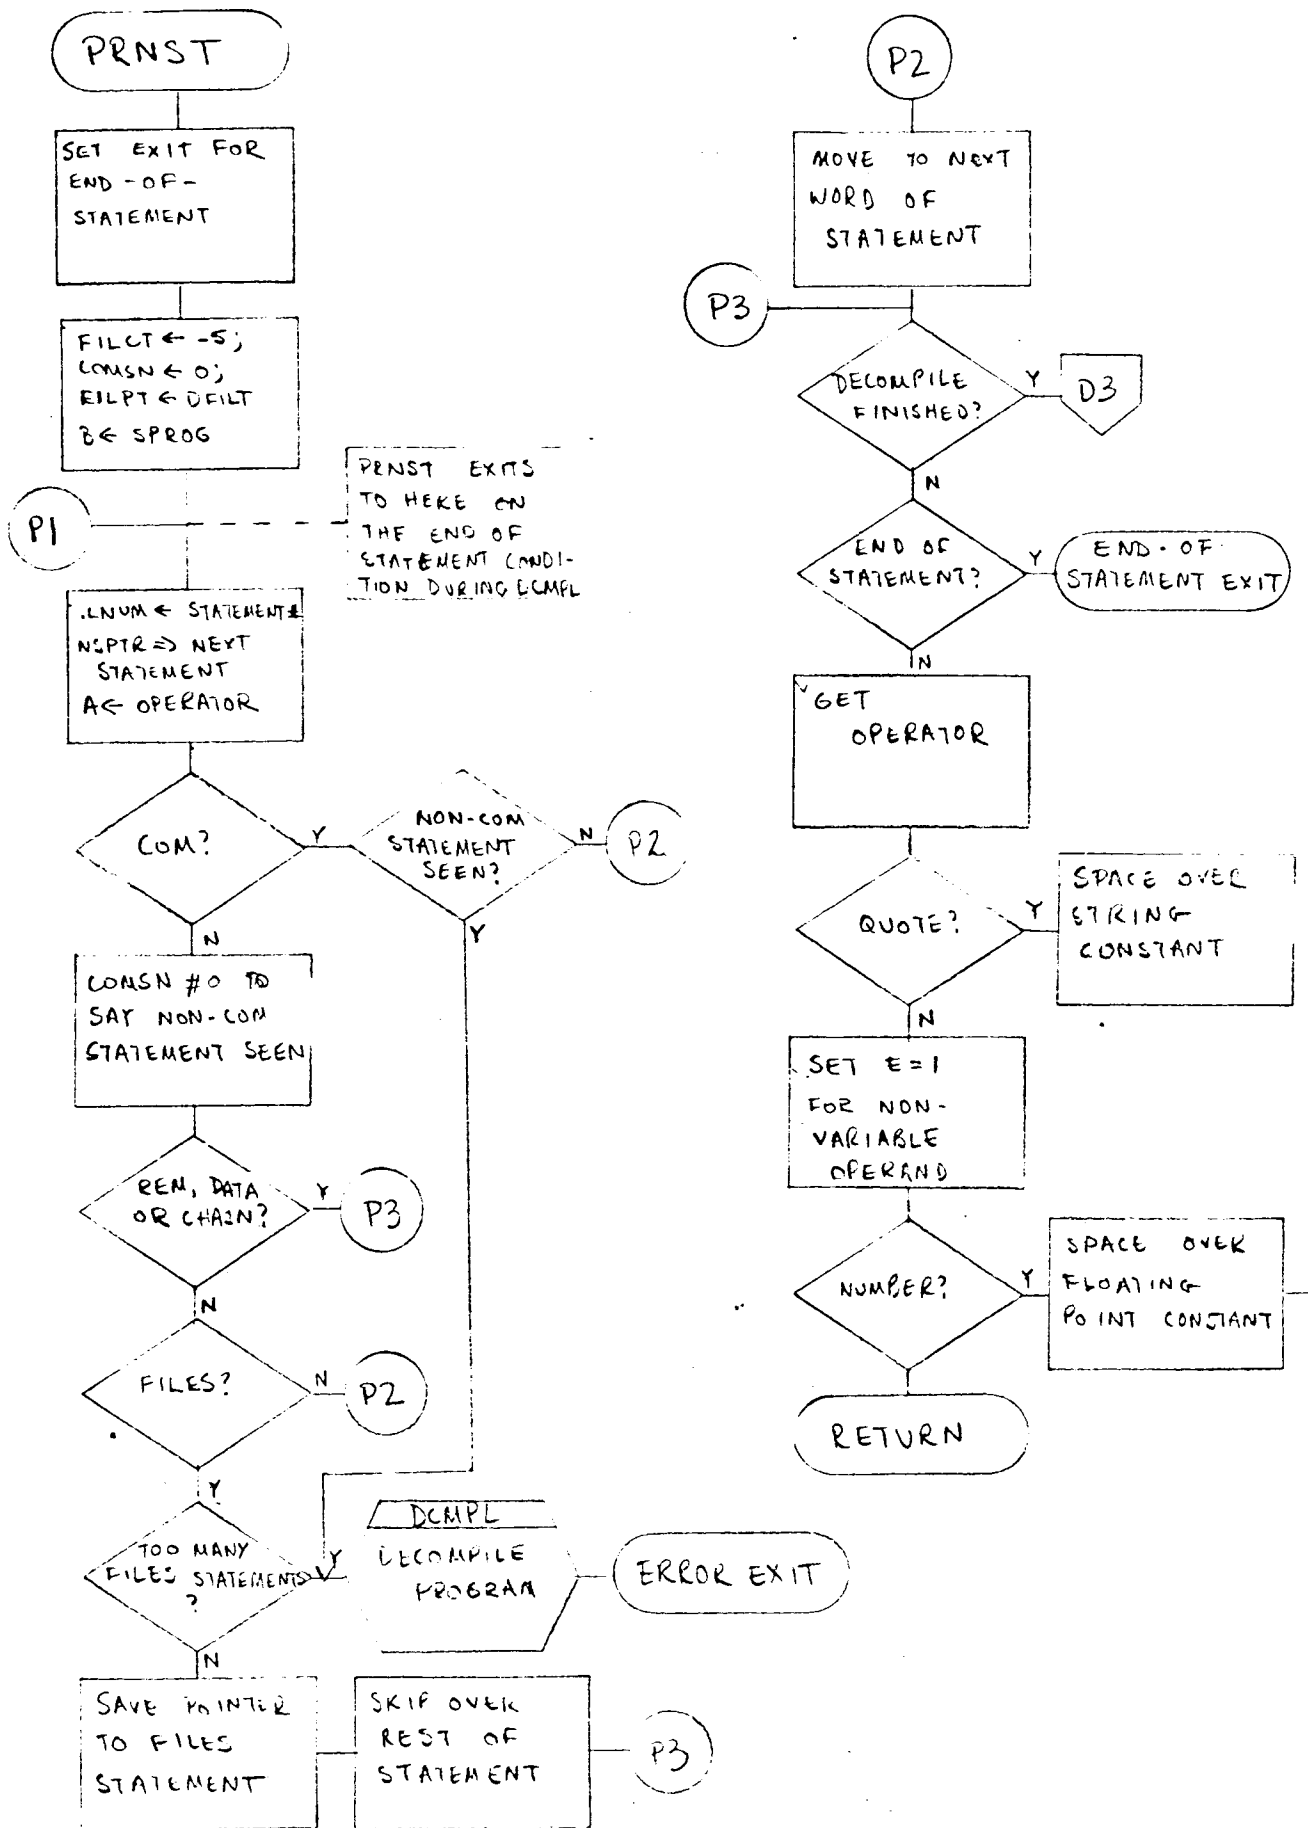 PRNST
SET EXIT FOR
END-OF-
STATEMENT
FILCT ← -5;
COMSN ← 0;
FILPT ← DFILT
B ← SPROG
P1
PRNST EXITS
TO HERE ON
THE END OF
STATEMENT CONDI-
TION DURING DCMPL
.LNUM ← STATEMENT #
NSPTR => NEXT
STATEMENT
A ← OPERATOR
COM?
Y
NON-COM
STATEMENT
SEEN?
N
P2
Y
N
COMSN #0 TO
SAY NON-COM
STATEMENT SEEN
REM, DATA
OR CHAIN?
Y
P3
N
FILES?
N
P2
Y
TOO MANY
FILES STATEMENTS
?
Y
DCMPL
DECOMPILE
PROGRAM
ERROR EXIT
N
SAVE POINTER
TO FILES
STATEMENT
SKIP OVER
REST OF
STATEMENT
P3
P2
MOVE TO NEXT
WORD OF
STATEMENT
P3
DECOMPILE
FINISHED?
Y
D3
N
END OF
STATEMENT?
Y
END-OF-
STATEMENT EXIT
N
GET
OPERATOR
QUOTE?
Y
SPACE OVER
STRING
CONSTANT
N
SET E=1
FOR NON-
VARIABLE
OPERAND
NUMBER?
Y
SPACE OVER
FLOATING
POINT CONSTANT
RETURN